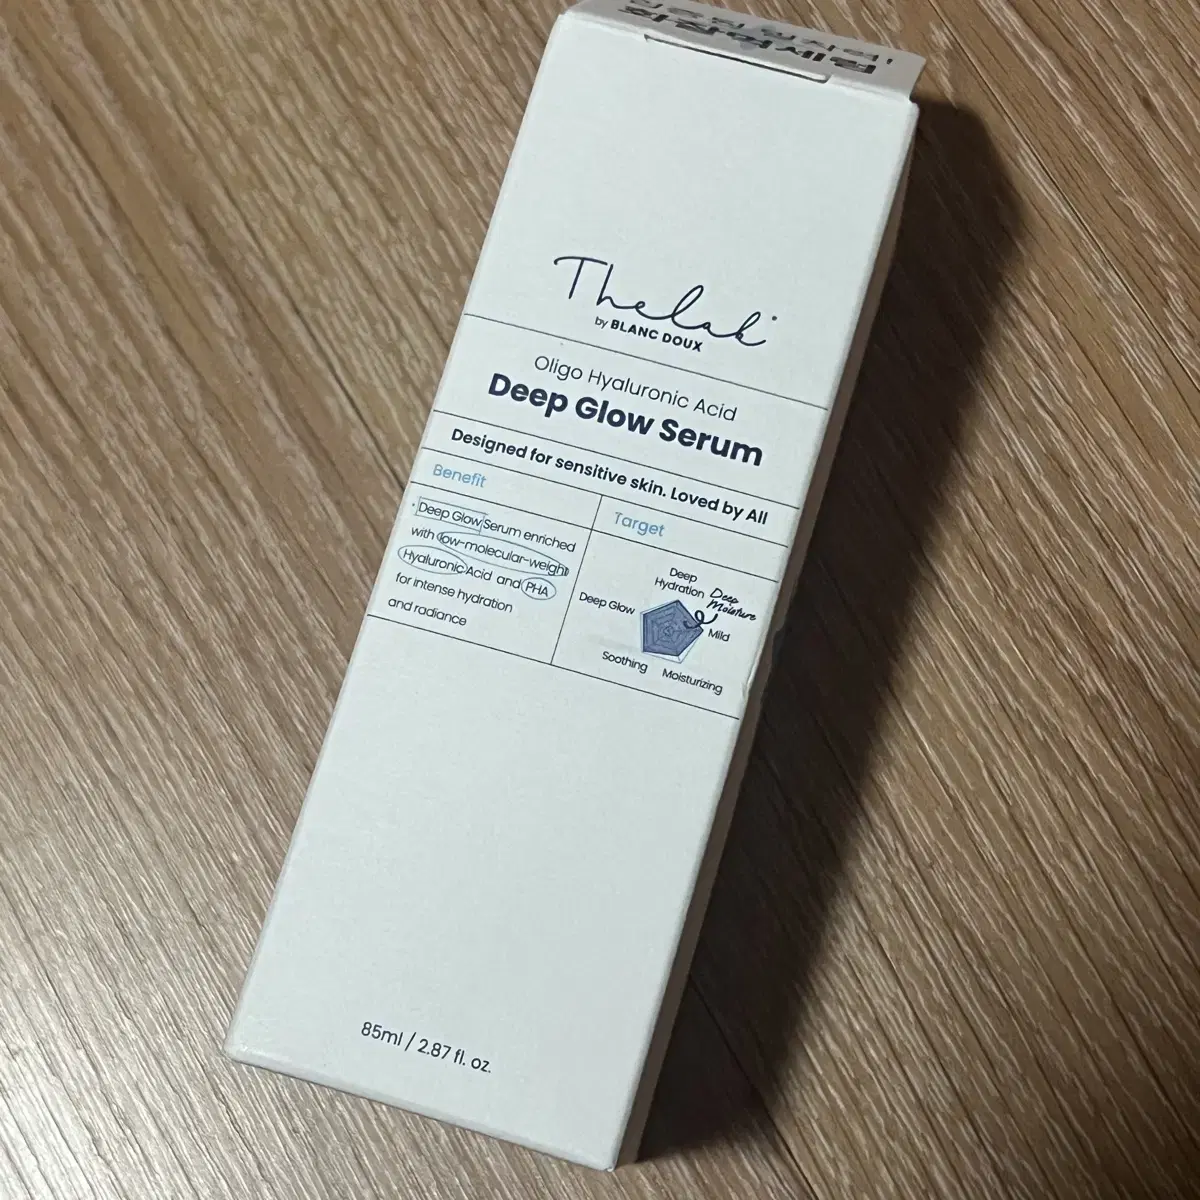 Thelab®
by BLANC DOUX
Oligo Hyaluronic Acid
Deep Glow Serum
Designed for sensitive skin. Loved by All
Benefit
• Deep Glow Serum enriched
with low-molecular-weight
Hyaluronic Acid and PHA
for intense hydration
and radiance
Target
Deep
Hydration
Deep
Moisture
Deep Glow
Mild
Soothing
Moisturizing
85ml / 2.87 fl. oz.